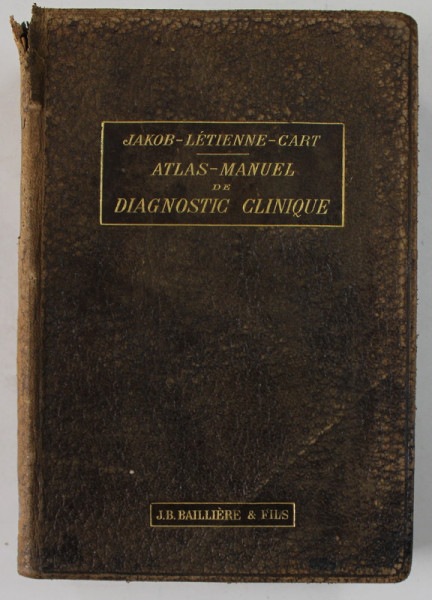 JAKOB-LÉTIENNE-CART
ATLAS-MANUEL
DE
DIAGNOSTIC CLINIQUE
J.B. BAILLIÈRE & FILS